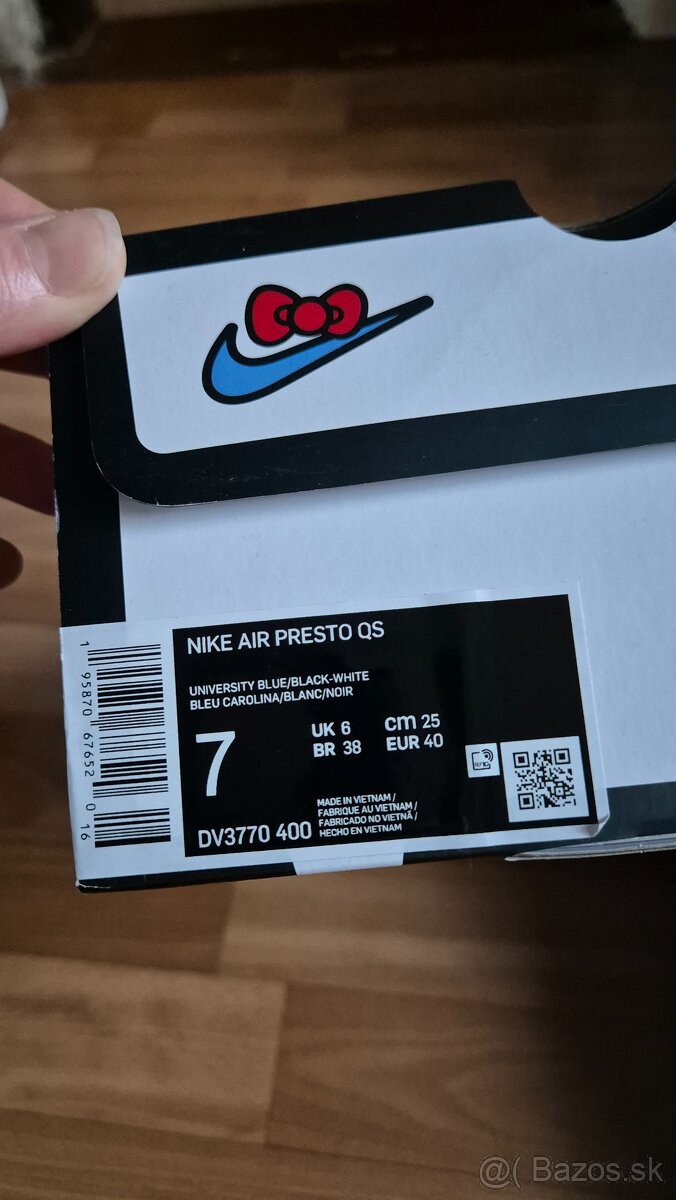 NIKE AIR PRESTO QS
UNIVERSITY BLUE/BLACK-WHITE
BLEU CAROLINA/BLANC/NOIR
7
UK 6 cm 25
BR 38 EUR 40
RFID
DV3770 400
MADE IN VIETNAM /
FABRIQUE AU VIETNAM /
FABRICADO NO VIETNÃ /
HECHO EN VIETNAM
1 95870 67652 0 16
@( Bazos.sk